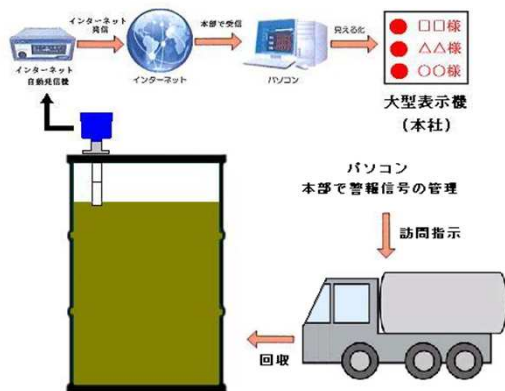 インターネット
発信
本部で受信
見える化
インターネット
自動発信機
インターネット
パソコン
□□様
△△様
○○様
大型表示機
(本社)
パソコン
本部で警報信号の管理
訪問指示
回収